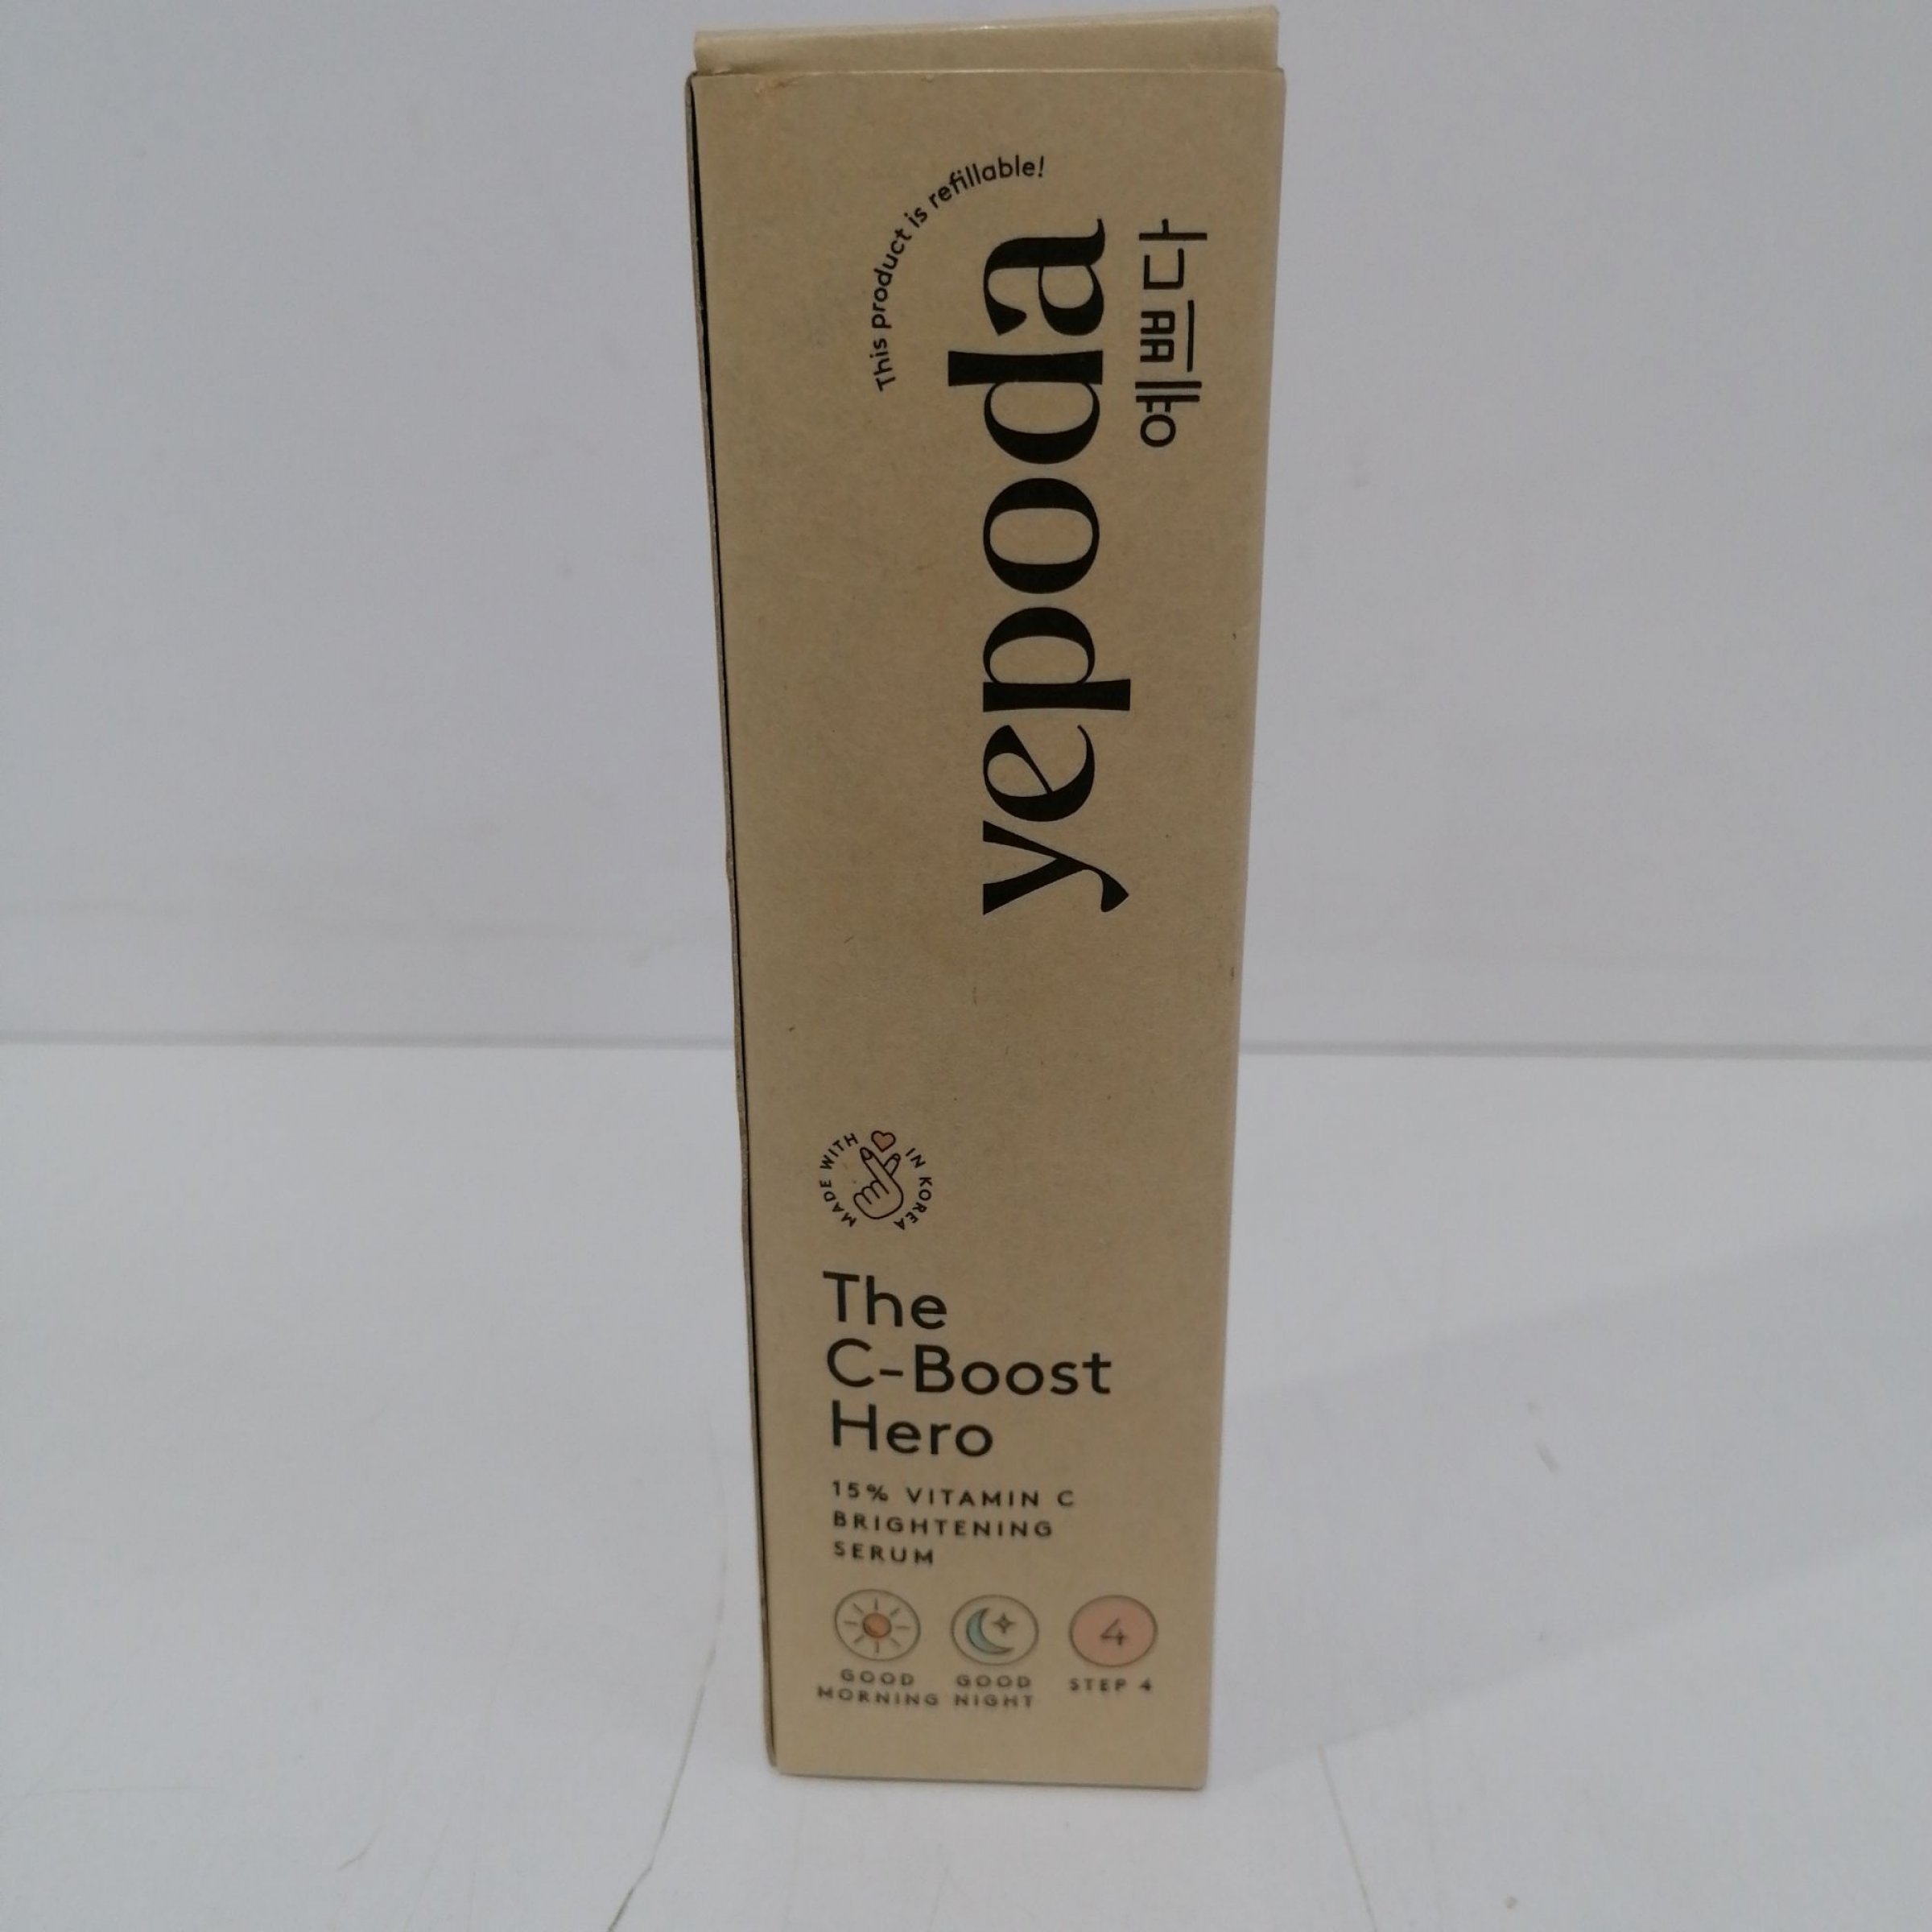 This product is refillable!
yepoda
예쁘다
MADE WITH IN KOREA
The
C-Boost
Hero
15% VITAMIN C
BRIGHTENING
SERUM
4
GOOD MORNING
GOOD NIGHT
STEP 4